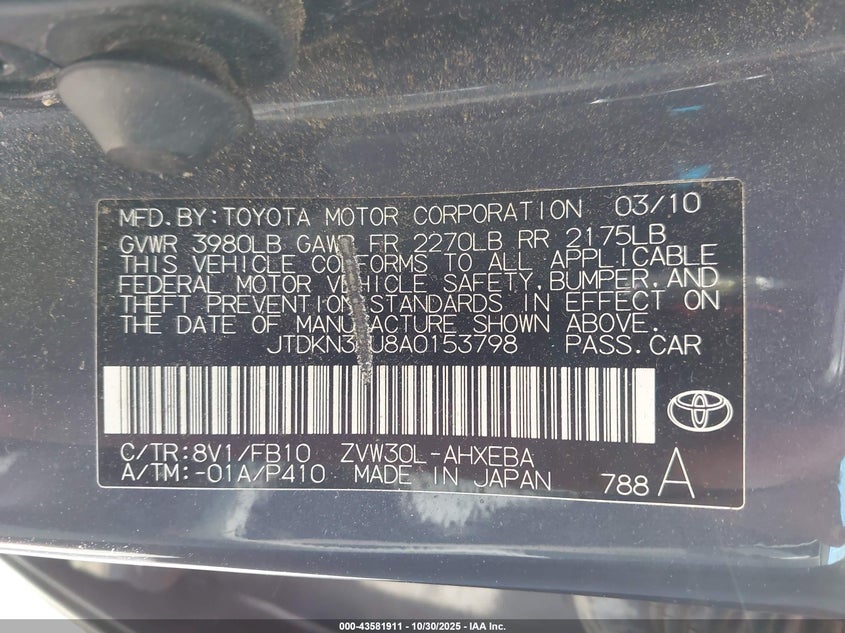 MFD.BY:TOYOTA MOTOR CORPORATION 03/10
GVWR 3980LB GAWR FR 2270LB RR 2175LB
THIS VEHICLE CONFORMS TO ALL APPLICABLE
FEDERAL MOTOR VEHICLE SAFETY,BUMPER,AND
THEFT PREVENTION STANDARDS IN EFFECT ON
THE DATE OF MANUFACTURE SHOWN ABOVE.
PASS.CAR
C/TR:8V1/FB10 ZVW30L-AHXEBA
A/TM:-01A/P410 MADE IN JAPAN
788 A
000-43581911 - 10/30/2025 - IAA Inc.